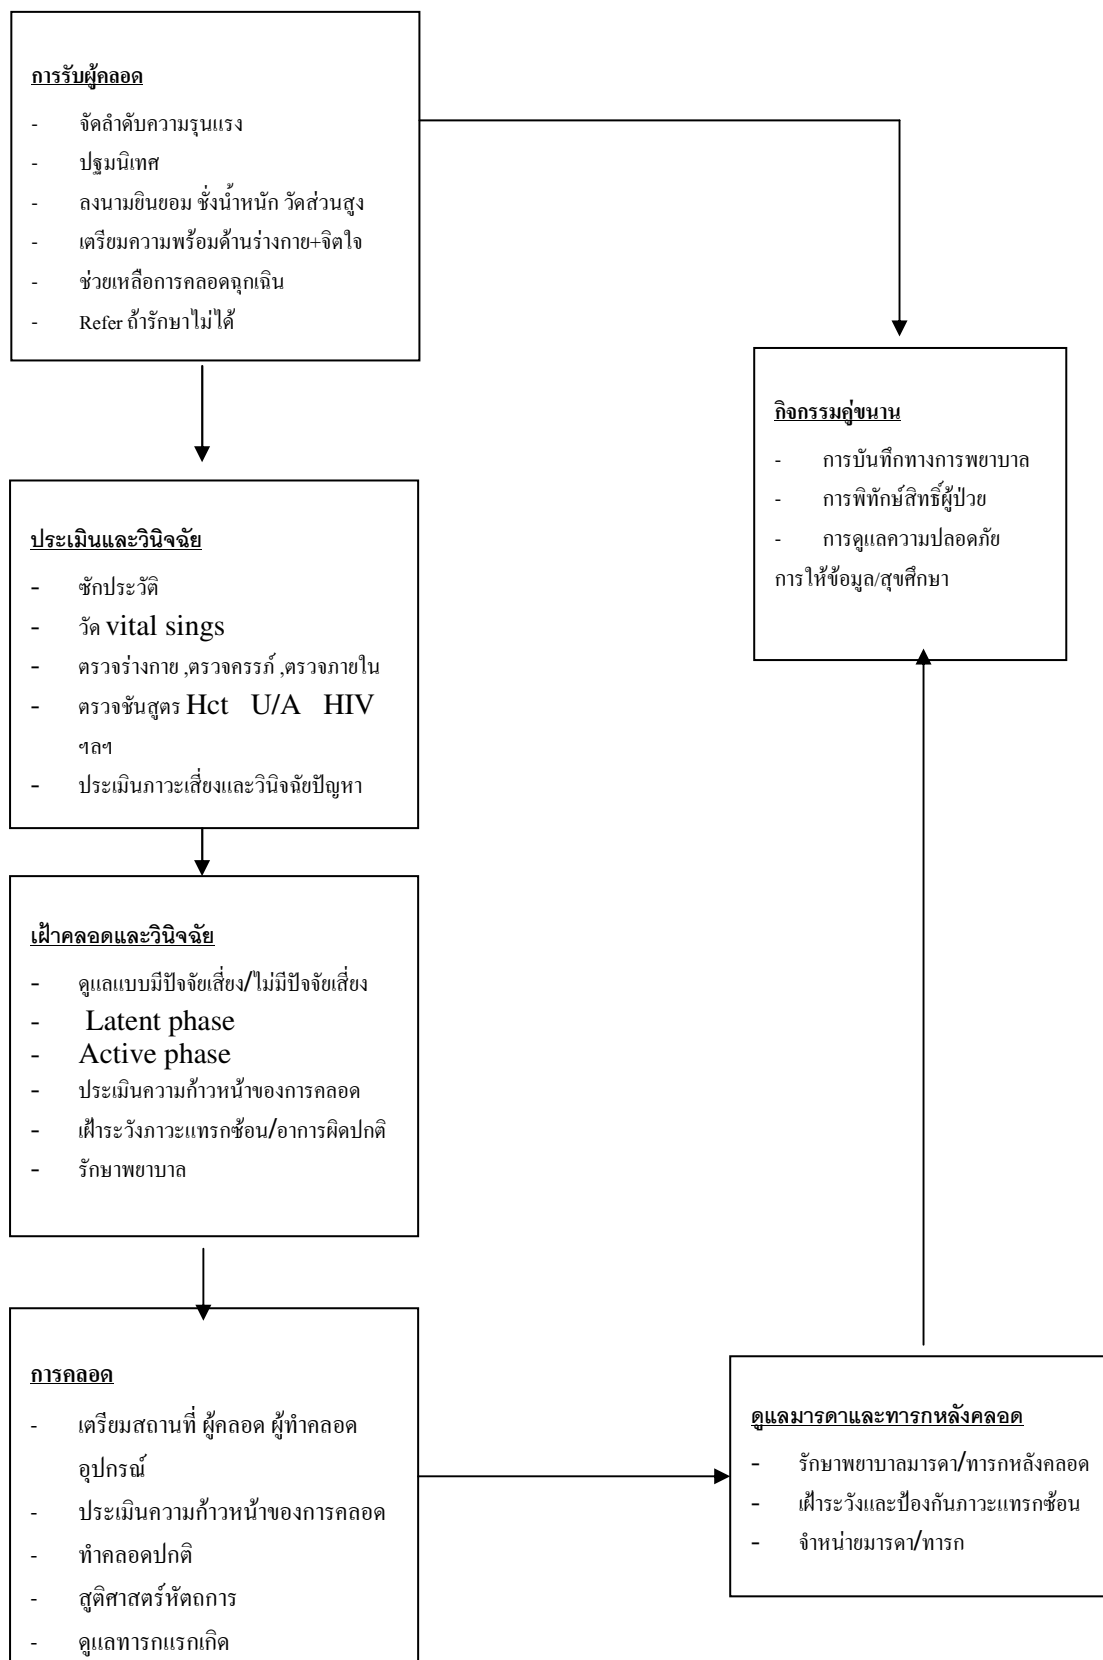 การรับผู้คลอด
- จัดลำดับความรุนแรง
- ปฐมนิเทศ
- ลงนามยินยอม ชั่งน้ำหนัก วัดส่วนสูง
- เตรียมความพร้อมด้านร่างกาย+จิตใจ
- ช่วยเหลือการคลอดฉุกเฉิน
- Refer ถ้ารักษาไม่ได้
กิจกรรมคู่ขนาน
- การบันทึกทางการพยาบาล
- การพิทักษ์สิทธิ์ผู้ป่วย
- การดูแลความปลอดภัย
การให้ข้อมูล/สุขศึกษา
ประเมินและวินิจฉัย
- ซักประวัติ
- วัด vital sings
- ตรวจร่างกาย ,ตรวจครรภ์ ,ตรวจภายใน
- ตรวจชันสูตร Hct U/A HIV
ฯลฯ
- ประเมินภาวะเสี่ยงและวินิจฉัยปัญหา
เฝ้าคลอดและวินิจฉัย
- ดูแลแบบมีปัจจัยเสี่ยง/ไม่มีปัจจัยเสี่ยง
- Latent phase
- Active phase
- ประเมินความก้าวหน้าของการคลอด
- เฝ้าระวังภาวะแทรกซ้อน/อาการผิดปกติ
- รักษาพยาบาล
การคลอด
- เตรียมสถานที่ ผู้คลอด ผู้ทำคลอด
อุปกรณ์
- ประเมินความก้าวหน้าของการคลอด
- ทำคลอดปกติ
- สูติศาสตร์หัตถการ
- ดูแลทารกแรกเกิด
ดูแลมารดาและทารกหลังคลอด
- รักษาพยาบาลมารดา/ทารกหลังคลอด
- เฝ้าระวังและป้องกันภาวะแทรกซ้อน
- จำหน่ายมารดา/ทารก